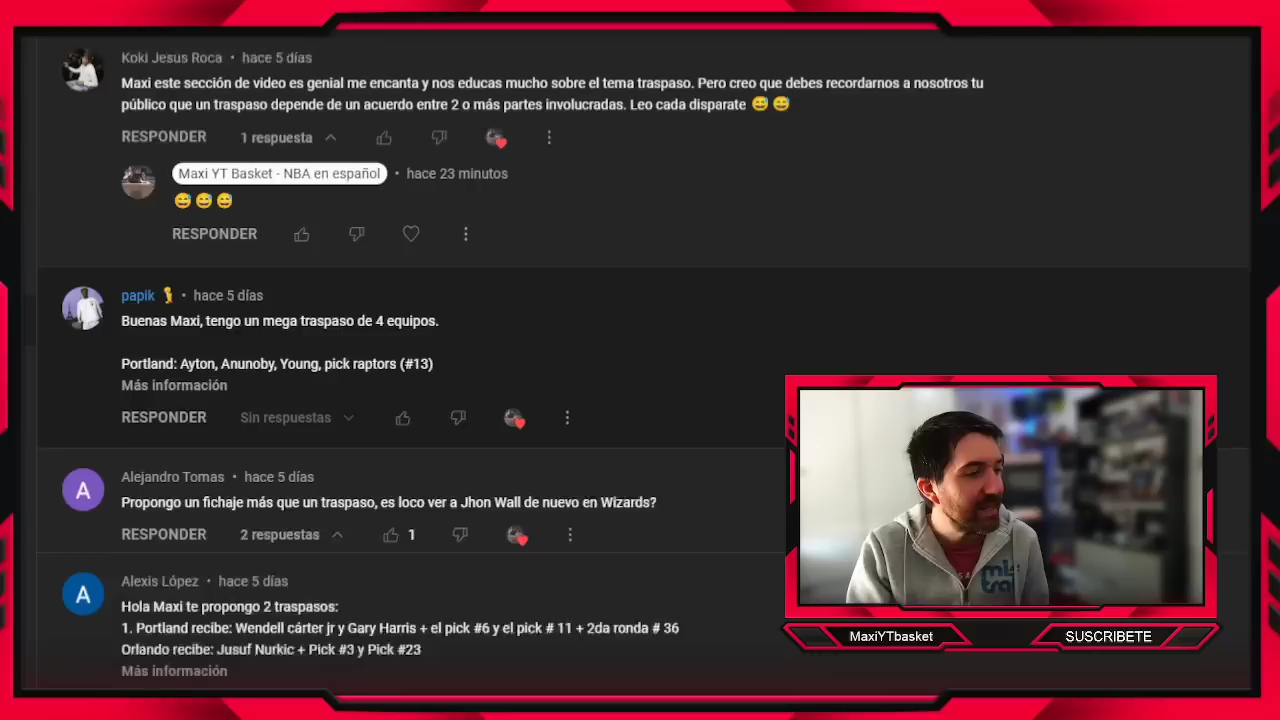 Koki Jesus Roca • hace 5 días
Maxi este sección de video es genial me encanta y nos educas mucho sobre el tema traspaso. Pero creo que debes recordarnos a nosotros tu
público que un traspaso depende de un acuerdo entre 2 o más partes involucradas. Leo cada disparate 😅 😅
RESPONDER 1 respuesta
Maxi YT Basket - NBA en español • hace 23 minutos
😅 😅 😅
RESPONDER
papik • hace 5 días
Buenas Maxi, tengo un mega traspaso de 4 equipos.
Portland: Ayton, Anunoby, Young, pick raptors (#13)
Más información
RESPONDER Sin respuestas
A
Alejandro Tomas • hace 5 días
Propongo un fichaje más que un traspaso, es loco ver a Jhon Wall de nuevo en Wizards?
RESPONDER 2 respuestas 1
A
Alexis López • hace 5 días
Hola Maxi te propongo 2 traspasos:
1. Portland recibe: Wendell cárter jr y Gary Harris + el pick #6 y el pick # 11 + 2da ronda # 36
Orlando recibe: Jusuf Nurkic + Pick #3 y Pick #23
Más información
MaxiYTbasket
SUSCRIBETE